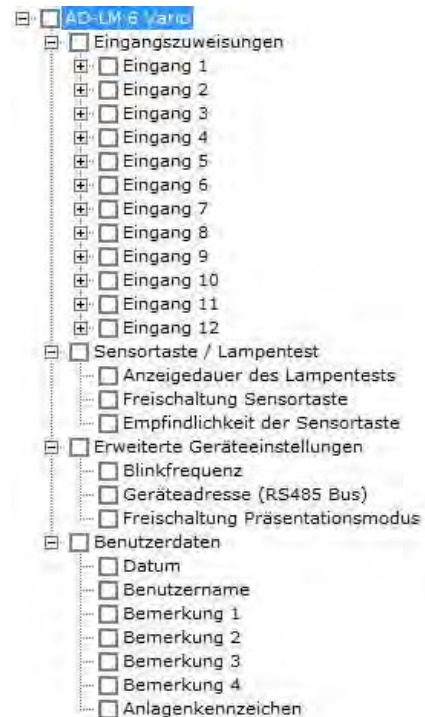 AD-LM 6 Vario
Eingangszuweisungen
Eingang 1
Eingang 2
Eingang 3
Eingang 4
Eingang 5
Eingang 6
Eingang 7
Eingang 8
Eingang 9
Eingang 10
Eingang 11
Eingang 12
Sensortaste / Lampentest
Anzeigedauer des Lampentests
Freischaltung Sensortaste
Empfindlichkeit der Sensortaste
Erweiterte Geräteeinstellungen
Blinkfrequenz
Geräteadresse (RS485 Bus)
Freischaltung Präsentationsmodus
Benutzerdaten
Datum
Benutzername
Bemerkung 1
Bemerkung 2
Bemerkung 3
Bemerkung 4
Anlagenkennzeichen